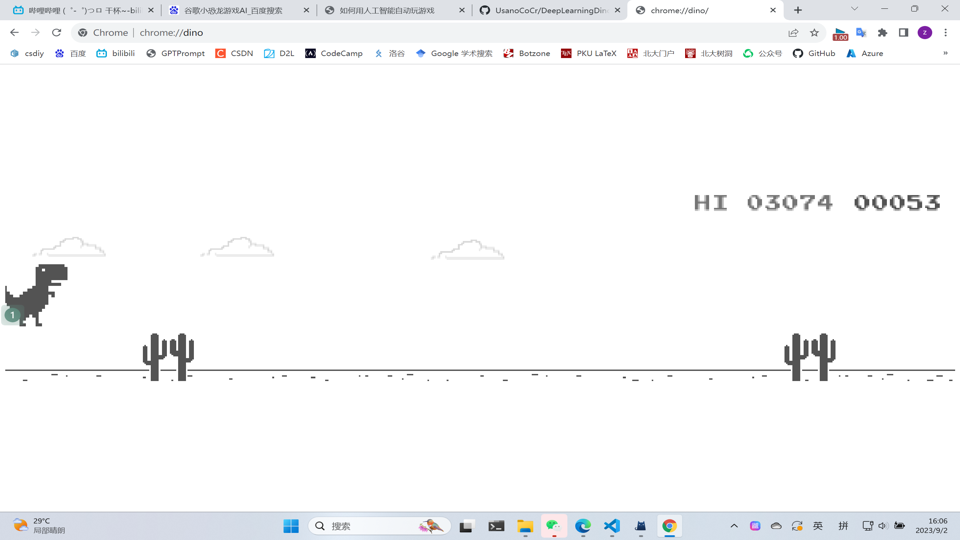 哔哩哔哩 (゜-゜)つロ 干杯~-bili
谷歌小恐龙游戏AI_百度搜索
如何用人工智能自动玩游戏
UsanoCoCr/DeepLearningDin
chrome://dino/
Chrome | chrome://dino
1.00
z
csdiy
百度
bilibili
GPTPrompt
CSDN
D2L
CodeCamp
洛谷
Google 学术搜索
Botzone
PKU LaTeX
北大门户
北大树洞
公众号
GitHub
Azure
»
HI 03074 00053
1
29°C
局部晴朗
搜索
英
拼
16:06
2023/9/2